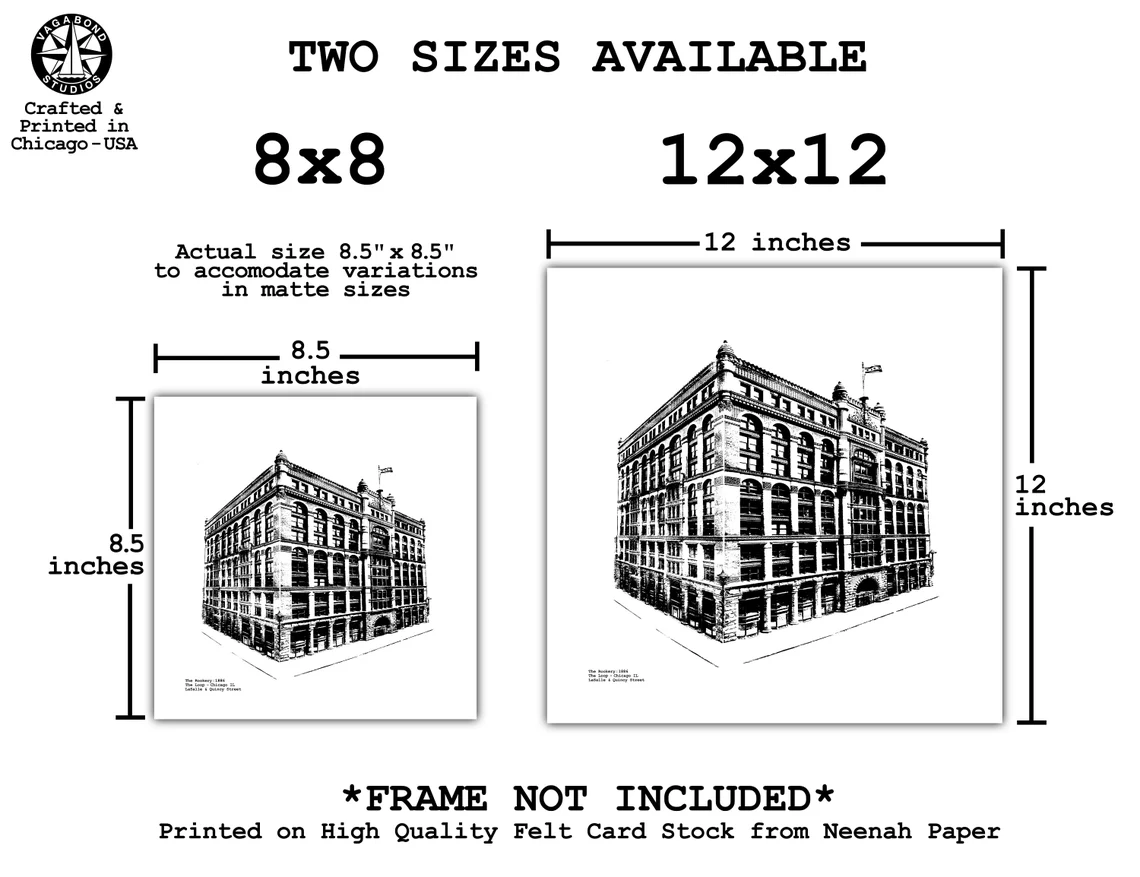 VAGABOND
STUDIOS
Crafted &
Printed in
Chicago-USA
TWO SIZES AVAILABLE
8x8
12x12
Actual size 8.5" x 8.5"
to accomodate variations
in matte sizes
8.5
inches
8.5
inches
The Rookery:1886
The Loop - Chicago IL
LaSalle & Quincy Street
12 inches
12
inches
The Rookery:1886
The Loop - Chicago IL
LaSalle & Quincy Street
*FRAME NOT INCLUDED*
Printed on High Quality Felt Card Stock from Neenah Paper